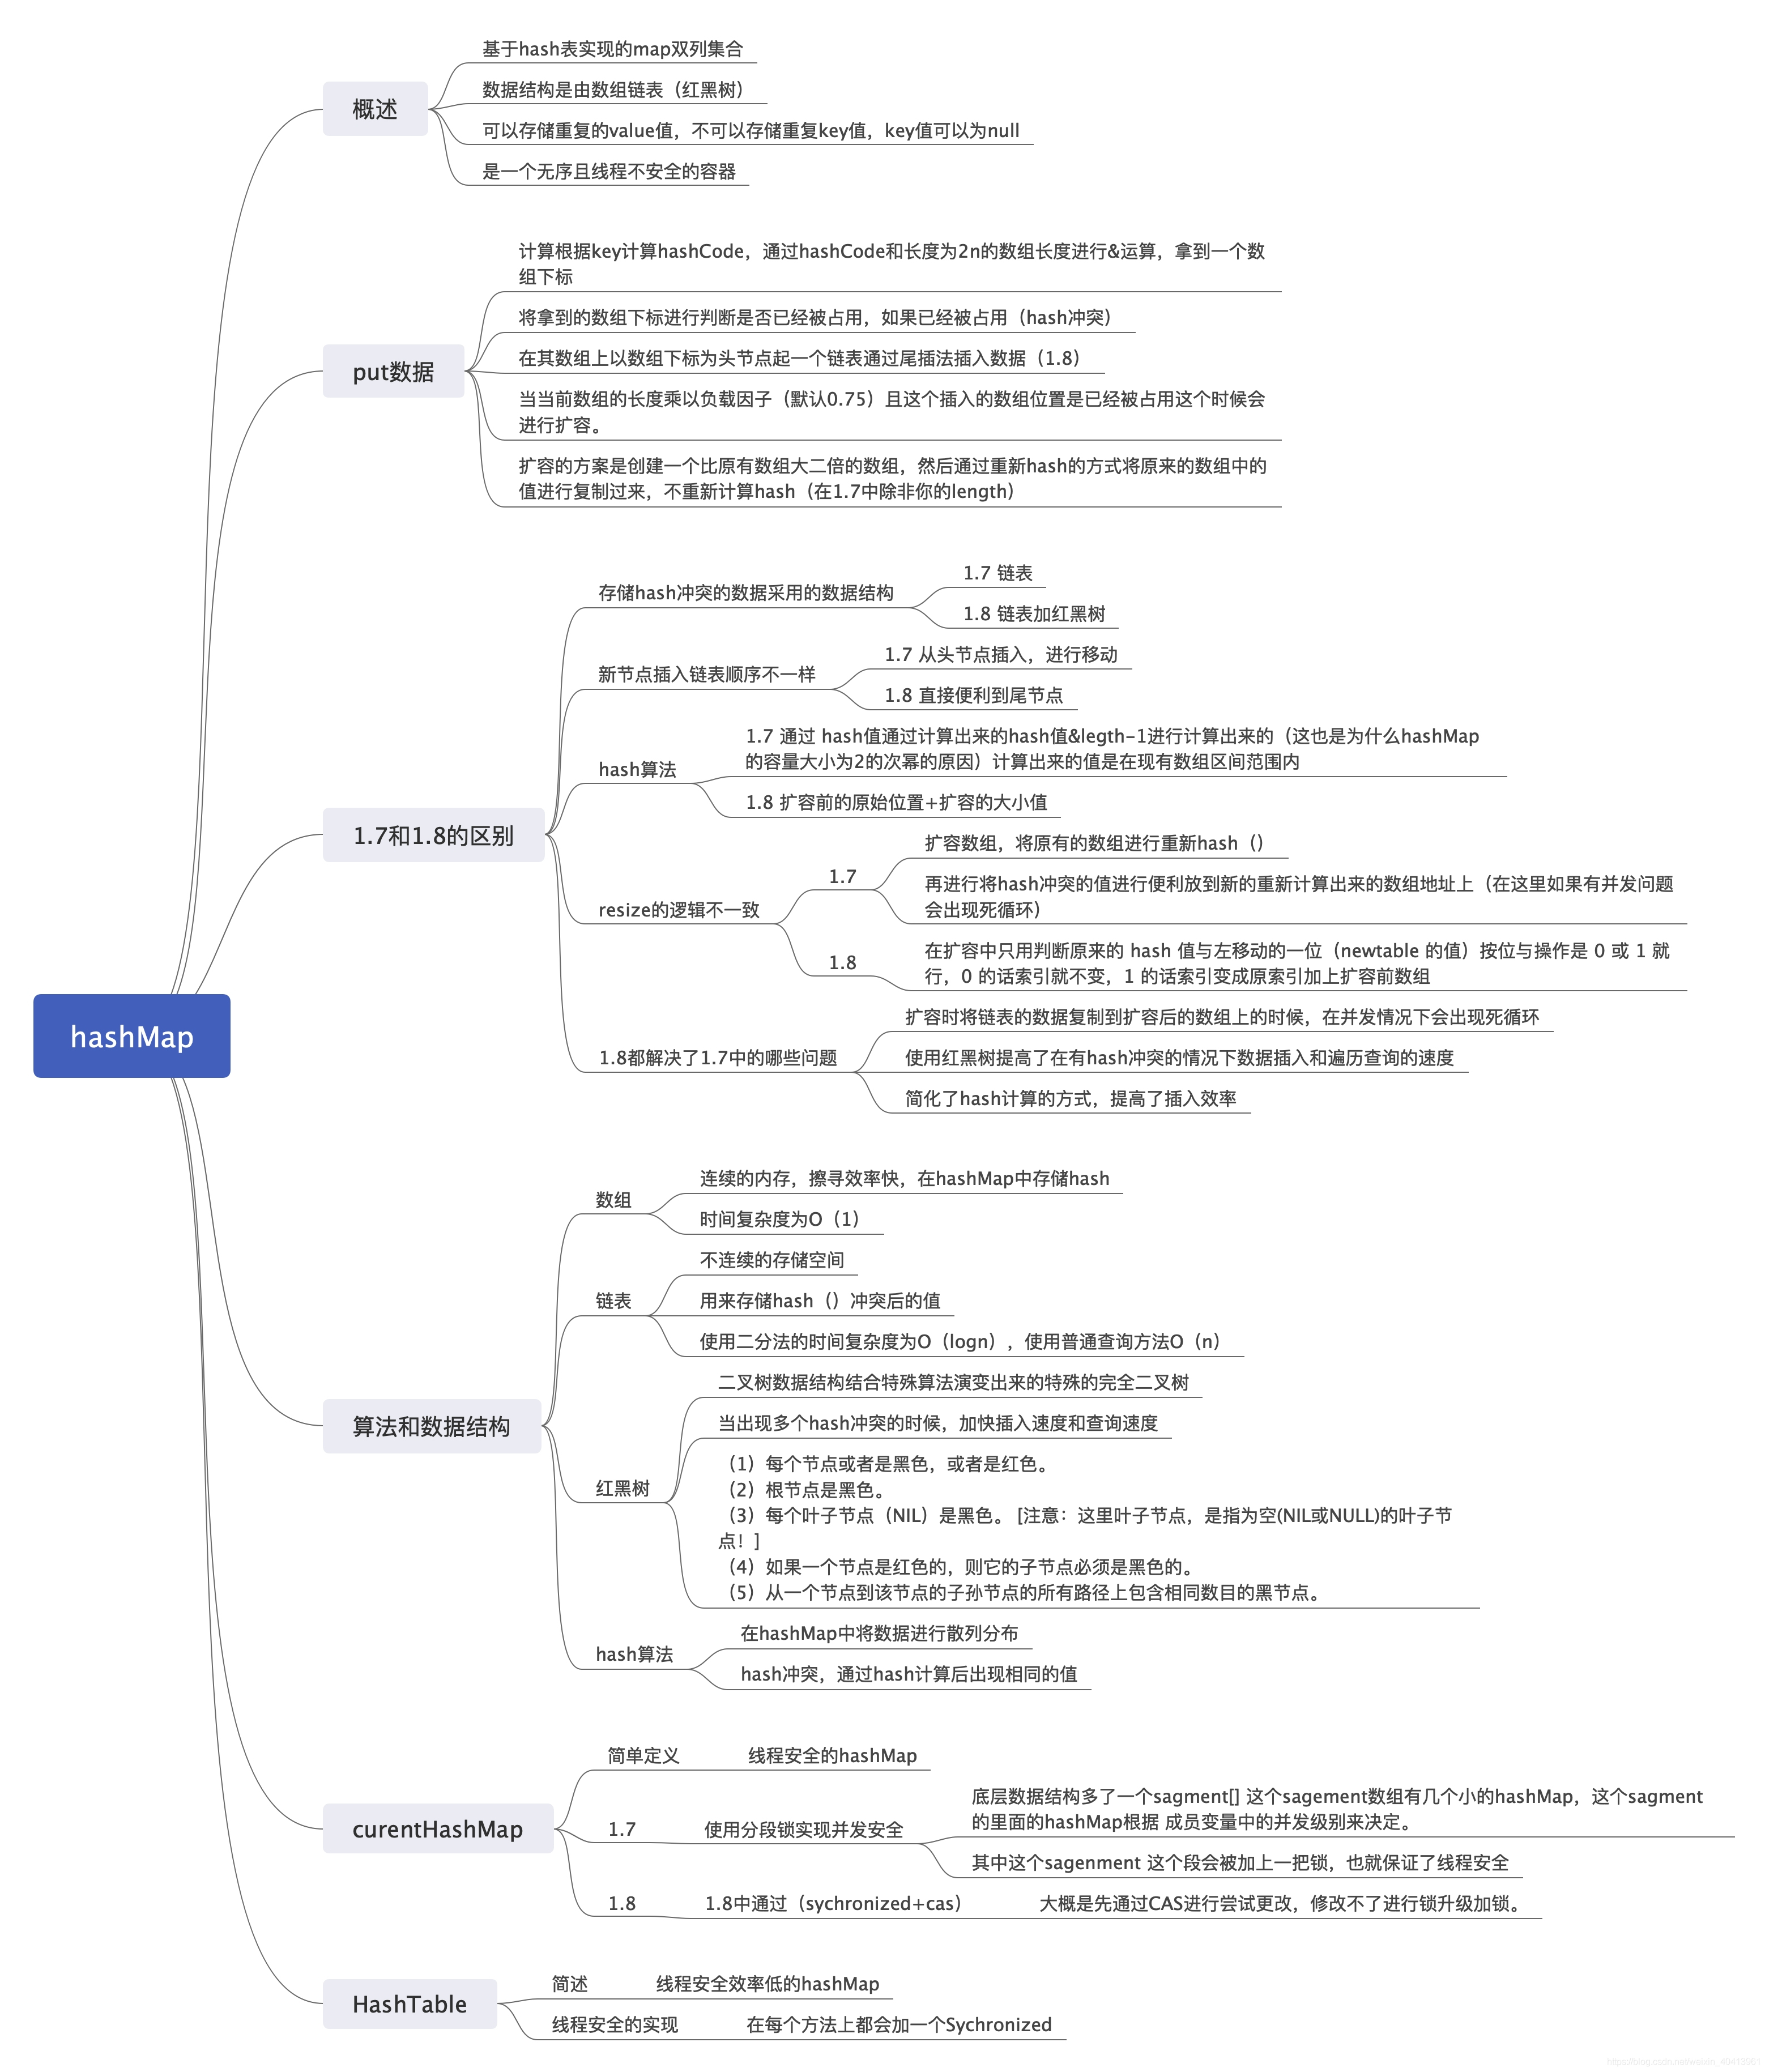 基于hash表实现的map双列集合
数据结构是由数组链表（红黑树）
概述
可以存储重复的value值，不可以存储重复key值，key值可以为null
是一个无序且线程不安全的容器
计算根据key计算hashCode，通过hashCode和长度为2n的数组长度进行&运算，拿到一个数
组下标
将拿到的数组下标进行判断是否已经被占用，如果已经被占用（hash冲突）
在其数组上以数组下标为头节点起一个链表通过尾插法插入数据（1.8）
put数据
当当前数组的长度乘以负载因子（默认0.75）且这个插入的数组位置是已经被占用这个时候会
进行扩容。
扩容的方案是创建一个比原有数组大二倍的数组，然后通过重新hash的方式将原来的数组中的
值进行复制过来，不重新计算hash（在1.7中除非你的length）
存储hash冲突的数据采用的数据结构
1.7 链表
1.8 链表加红黑树
新节点插入链表顺序不一样
1.7 从头节点插入，进行移动
1.8 直接便利到尾节点
hash算法
1.7 通过 hash值通过计算出来的hash值&legth-1进行计算出来的（这也是为什么hashMap
的容量大小为2的次幂的原因）计算出来的值是在现有数组区间范围内
1.8 扩容前的原始位置+扩容的大小值
1.7和1.8的区别
resize的逻辑不一致
1.7
扩容数组，将原有的数组进行重新hash（）
再进行将hash冲突的值进行便利放到新的重新计算出来的数组地址上（在这里如果有并发问题
会出现死循环）
1.8
在扩容中只用判断原来的 hash 值与左移动的一位（newtable 的值）按位与操作是 0 或 1 就
行，0 的话索引就不变，1 的话索引变成原索引加上扩容前数组
1.8都解决了1.7中的哪些问题
扩容时将链表的数据复制到扩容后的数组上的时候，在并发情况下会出现死循环
使用红黑树提高了在有hash冲突的情况下数据插入和遍历查询的速度
简化了hash计算的方式，提高了插入效率
hashMap
数组
连续的内存，擦寻效率快，在hashMap中存储hash
时间复杂度为O（1）
链表
不连续的存储空间
用来存储hash（）冲突后的值
使用二分法的时间复杂度为O（logn），使用普通查询方法O（n）
算法和数据结构
红黑树
二叉树数据结构结合特殊算法演变出来的特殊的完全二叉树
当出现多个hash冲突的时候，加快插入速度和查询速度
（1）每个节点或者是黑色，或者是红色。
（2）根节点是黑色。
（3）每个叶子节点（NIL）是黑色。 [注意：这里叶子节点，是指为空(NIL或NULL)的叶子节
点！]
（4）如果一个节点是红色的，则它的子节点必须是黑色的。
（5）从一个节点到该节点的子孙节点的所有路径上包含相同数目的黑节点。
hash算法
在hashMap中将数据进行散列分布
hash冲突，通过hash计算后出现相同的值
简单定义
线程安全的hashMap
curentHashMap
1.7
使用分段锁实现并发安全
底层数据结构多了一个sagment[] 这个sagement数组有几个小的hashMap，这个sagment
的里面的hashMap根据 成员变量中的并发级别来决定。
其中这个sagenment 这个段会被加上一把锁，也就保证了线程安全
1.8
1.8中通过（sychronized+cas）
大概是先通过CAS进行尝试更改，修改不了进行锁升级加锁。
HashTable
简述
线程安全效率低的hashMap
线程安全的实现
在每个方法上都会加一个Sychronized